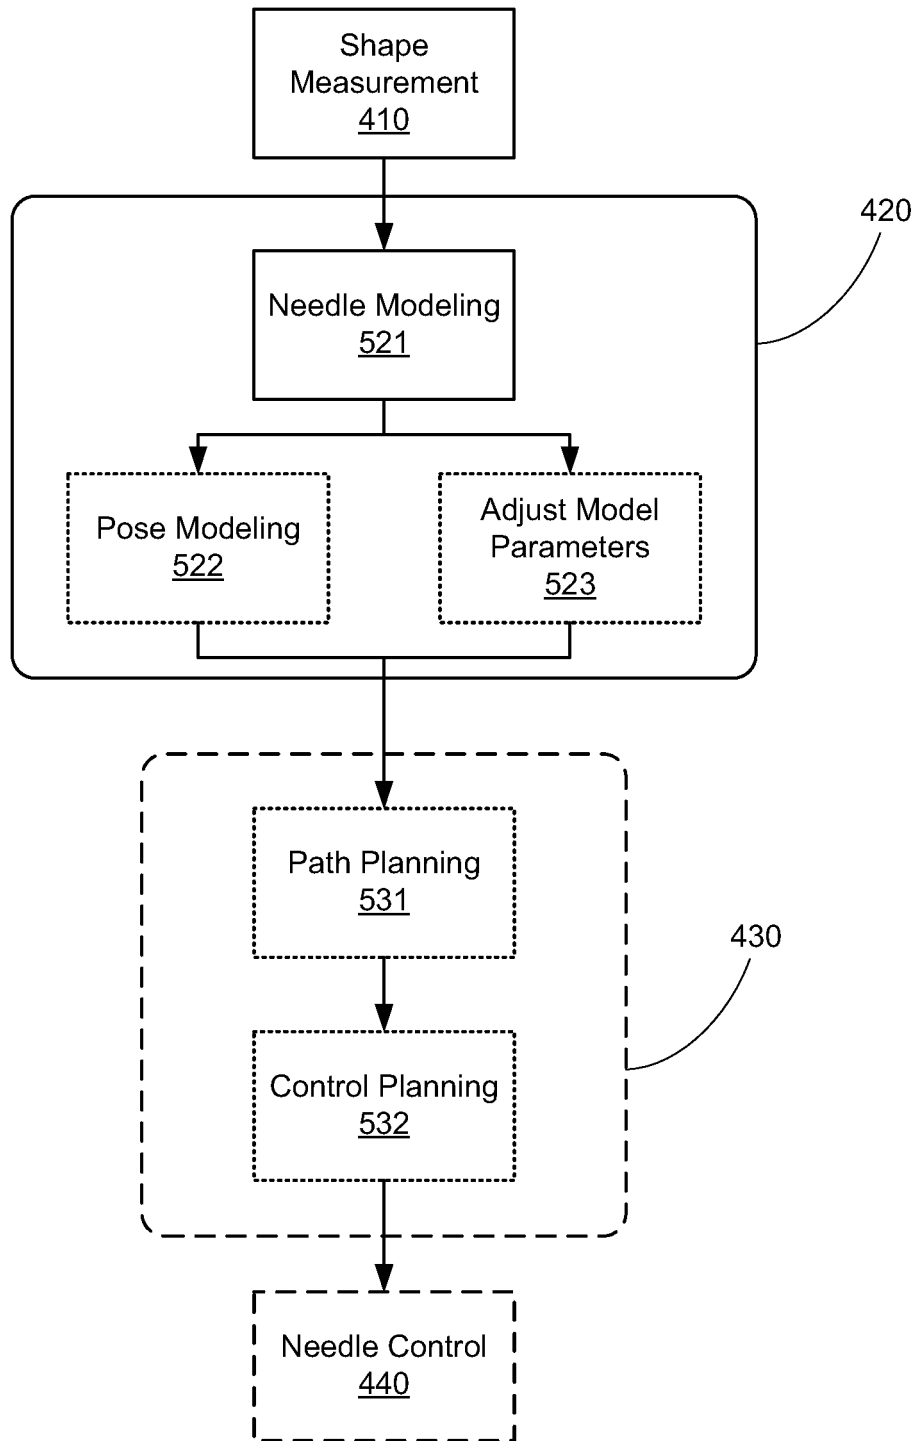 Shape
Measurement
410
420
Needle Modeling
521
Pose Modeling
522
Adjust Model
Parameters
523
Path Planning
531
430
Control Planning
532
Needle Control
440